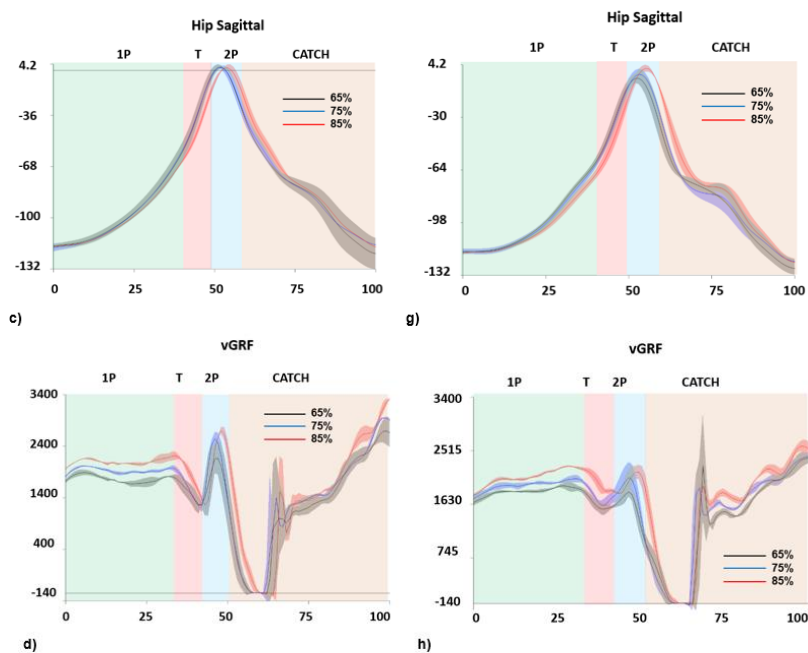 Hip Sagittal
1P T 2P CATCH
4.2
-36
-68
-100
-132
65%
75%
85%
0 25 50 75 100
c)
Hip Sagittal
1P T 2P CATCH
4.2
-30
-64
-98
-132
65%
75%
85%
0 25 50 75 100
g)
vGRF
1P T 2P CATCH
3400
2400
1400
400
-140
65%
75%
85%
0 25 50 75 100
d)
vGRF
1P T 2P CATCH
3400
2515
1630
745
-140
65%
75%
85%
0 25 50 75 100
h)